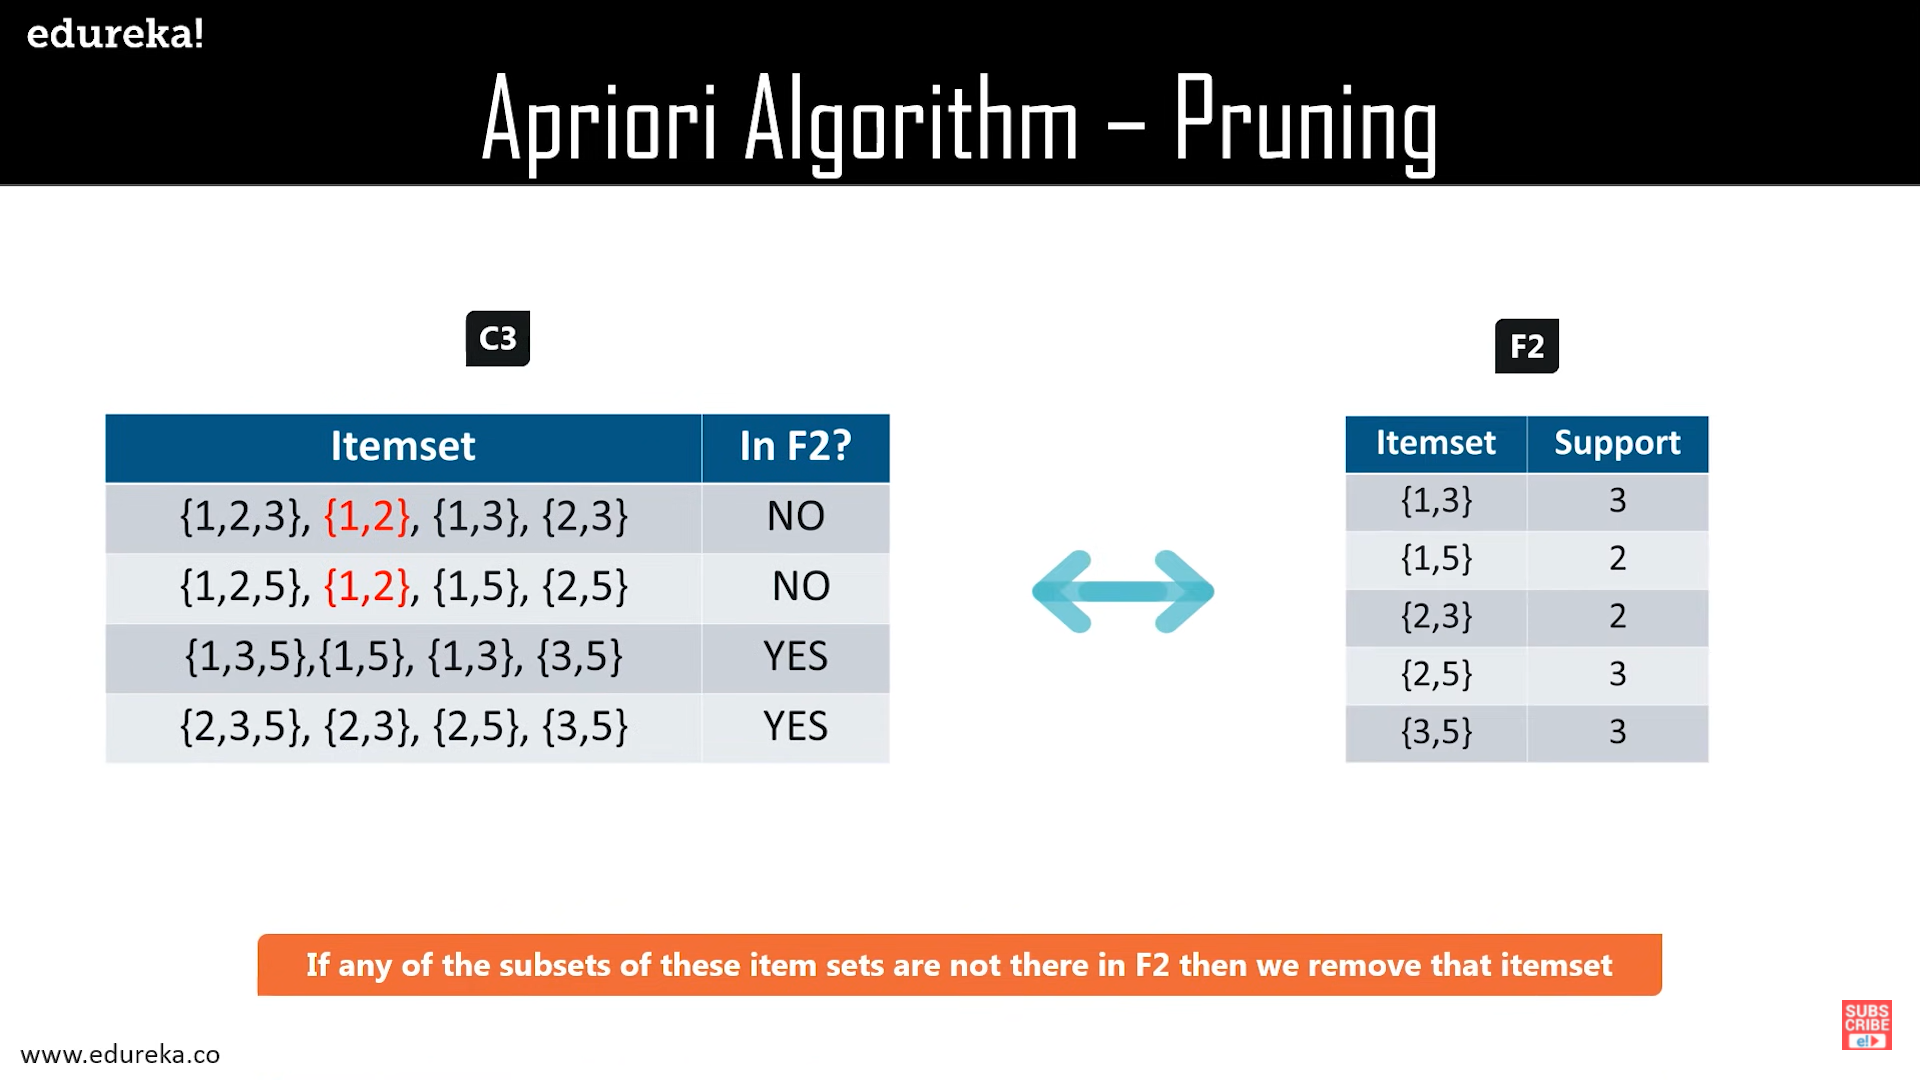 edureka!
Apriori Algorithm – Pruning
C3
Itemset In F2?
{1,2,3}, {1,2}, {1,3}, {2,3} NO
{1,2,5}, {1,2}, {1,5}, {2,5} NO
{1,3,5},{1,5}, {1,3}, {3,5} YES
{2,3,5}, {2,3}, {2,5}, {3,5} YES
F2
Itemset Support
{1,3} 3
{1,5} 2
{2,3} 2
{2,5} 3
{3,5} 3
If any of the subsets of these item sets are not there in F2 then we remove that itemset
SUBS
CRIBE
e!
www.edureka.co